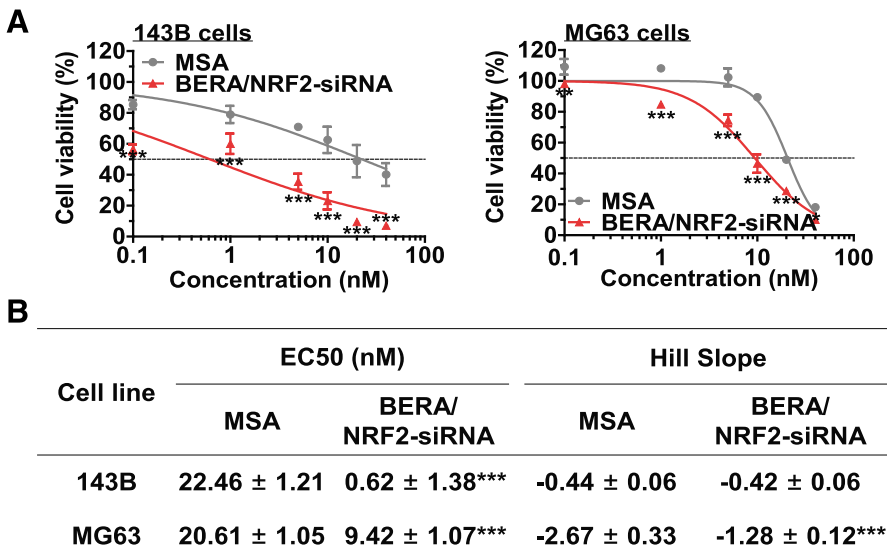 A
143B cells
MSA
BERA/NRF2-siRNA
Cell viability (%)
120
100
80
60
40
20
0
***
***
***
***
***
***
0.1
1
10
100
Concentration (nM)
MG63 cells
MSA
BERA/NRF2-siRNA
Cell viability (%)
120
100
80
60
40
20
0
**
***
***
***
***
*
0.1
1
10
100
Concentration (nM)
B
Cell line
EC50 (nM)
Hill Slope
MSA
BERA/
NRF2-siRNA
MSA
BERA/
NRF2-siRNA
143B 22.46 ± 1.21 0.62 ± 1.38*** -0.44 ± 0.06 -0.42 ± 0.06
MG63 20.61 ± 1.05 9.42 ± 1.07*** -2.67 ± 0.33 -1.28 ± 0.12***